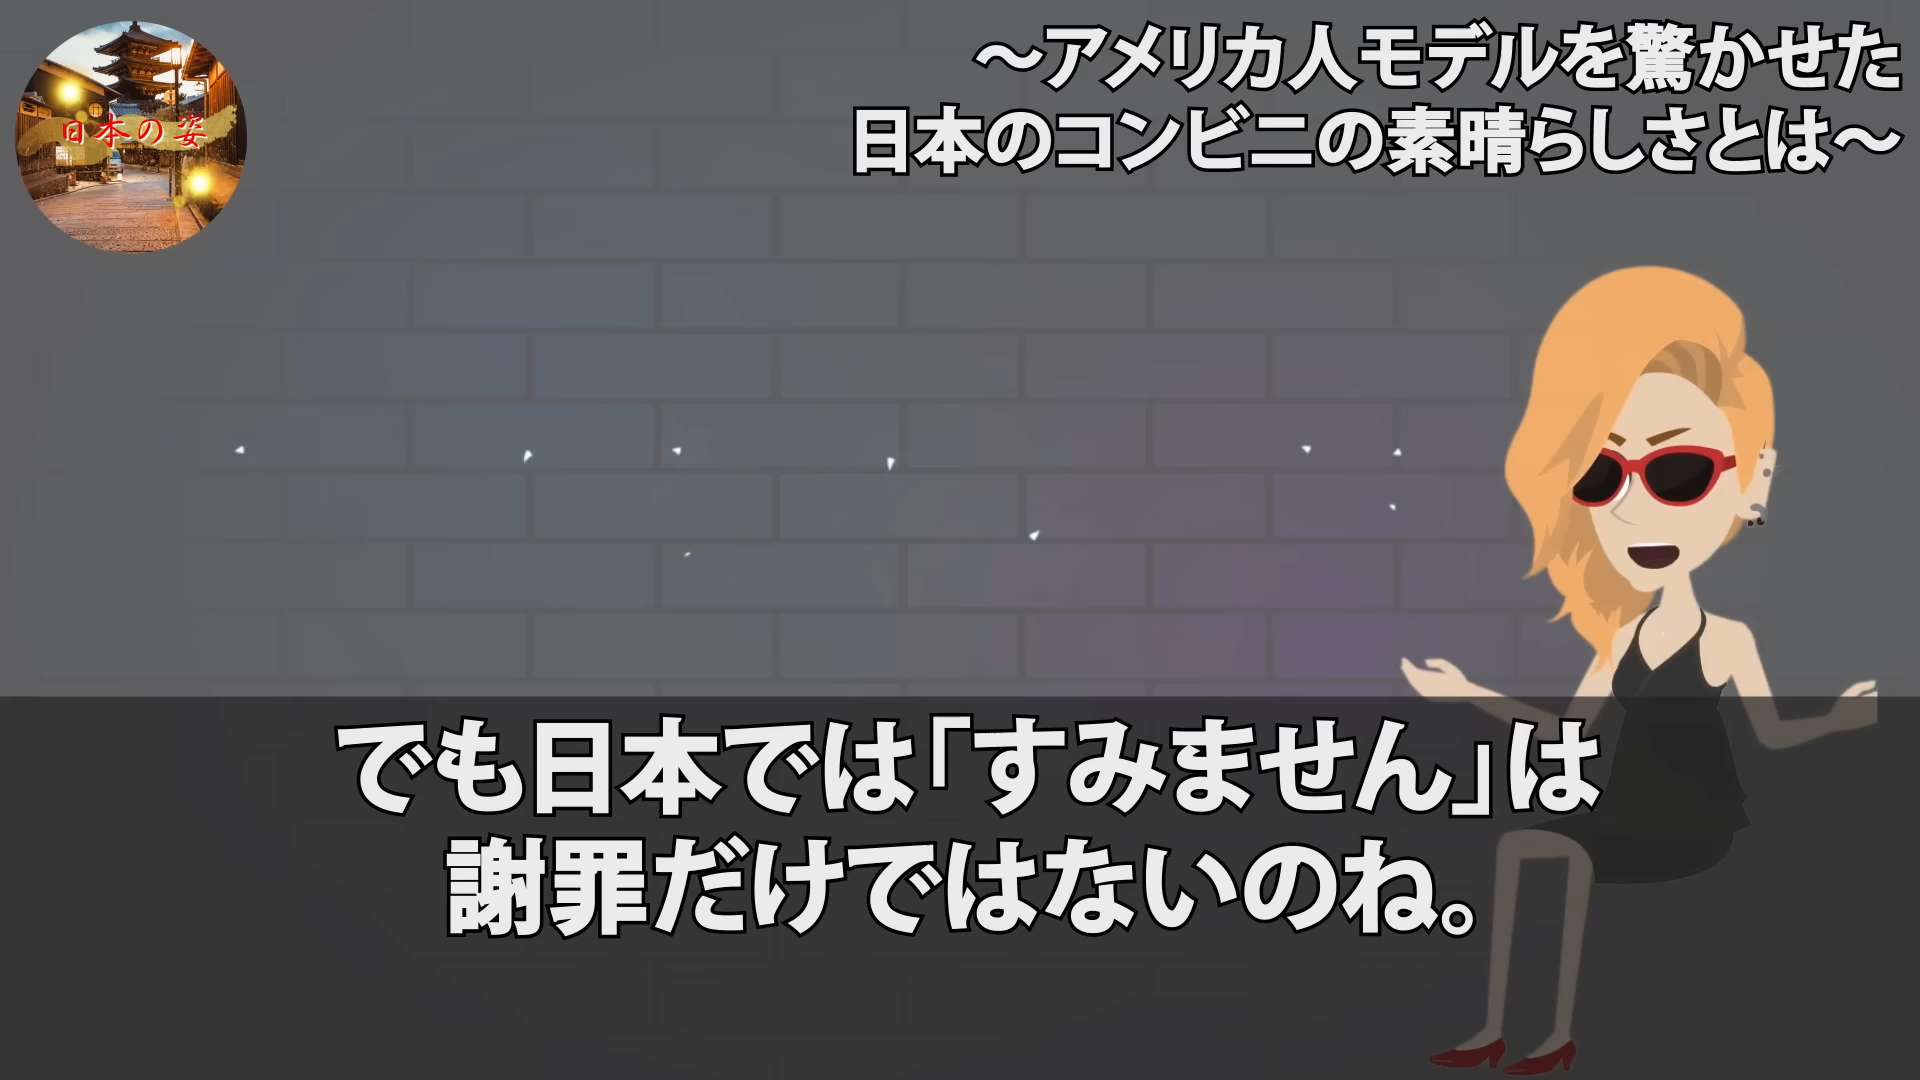 日本の姿
〜アメリカ人モデルを驚かせた
日本のコンビニの素晴らしさとは〜
でも日本では「すみません」は
謝罪だけではないのね。